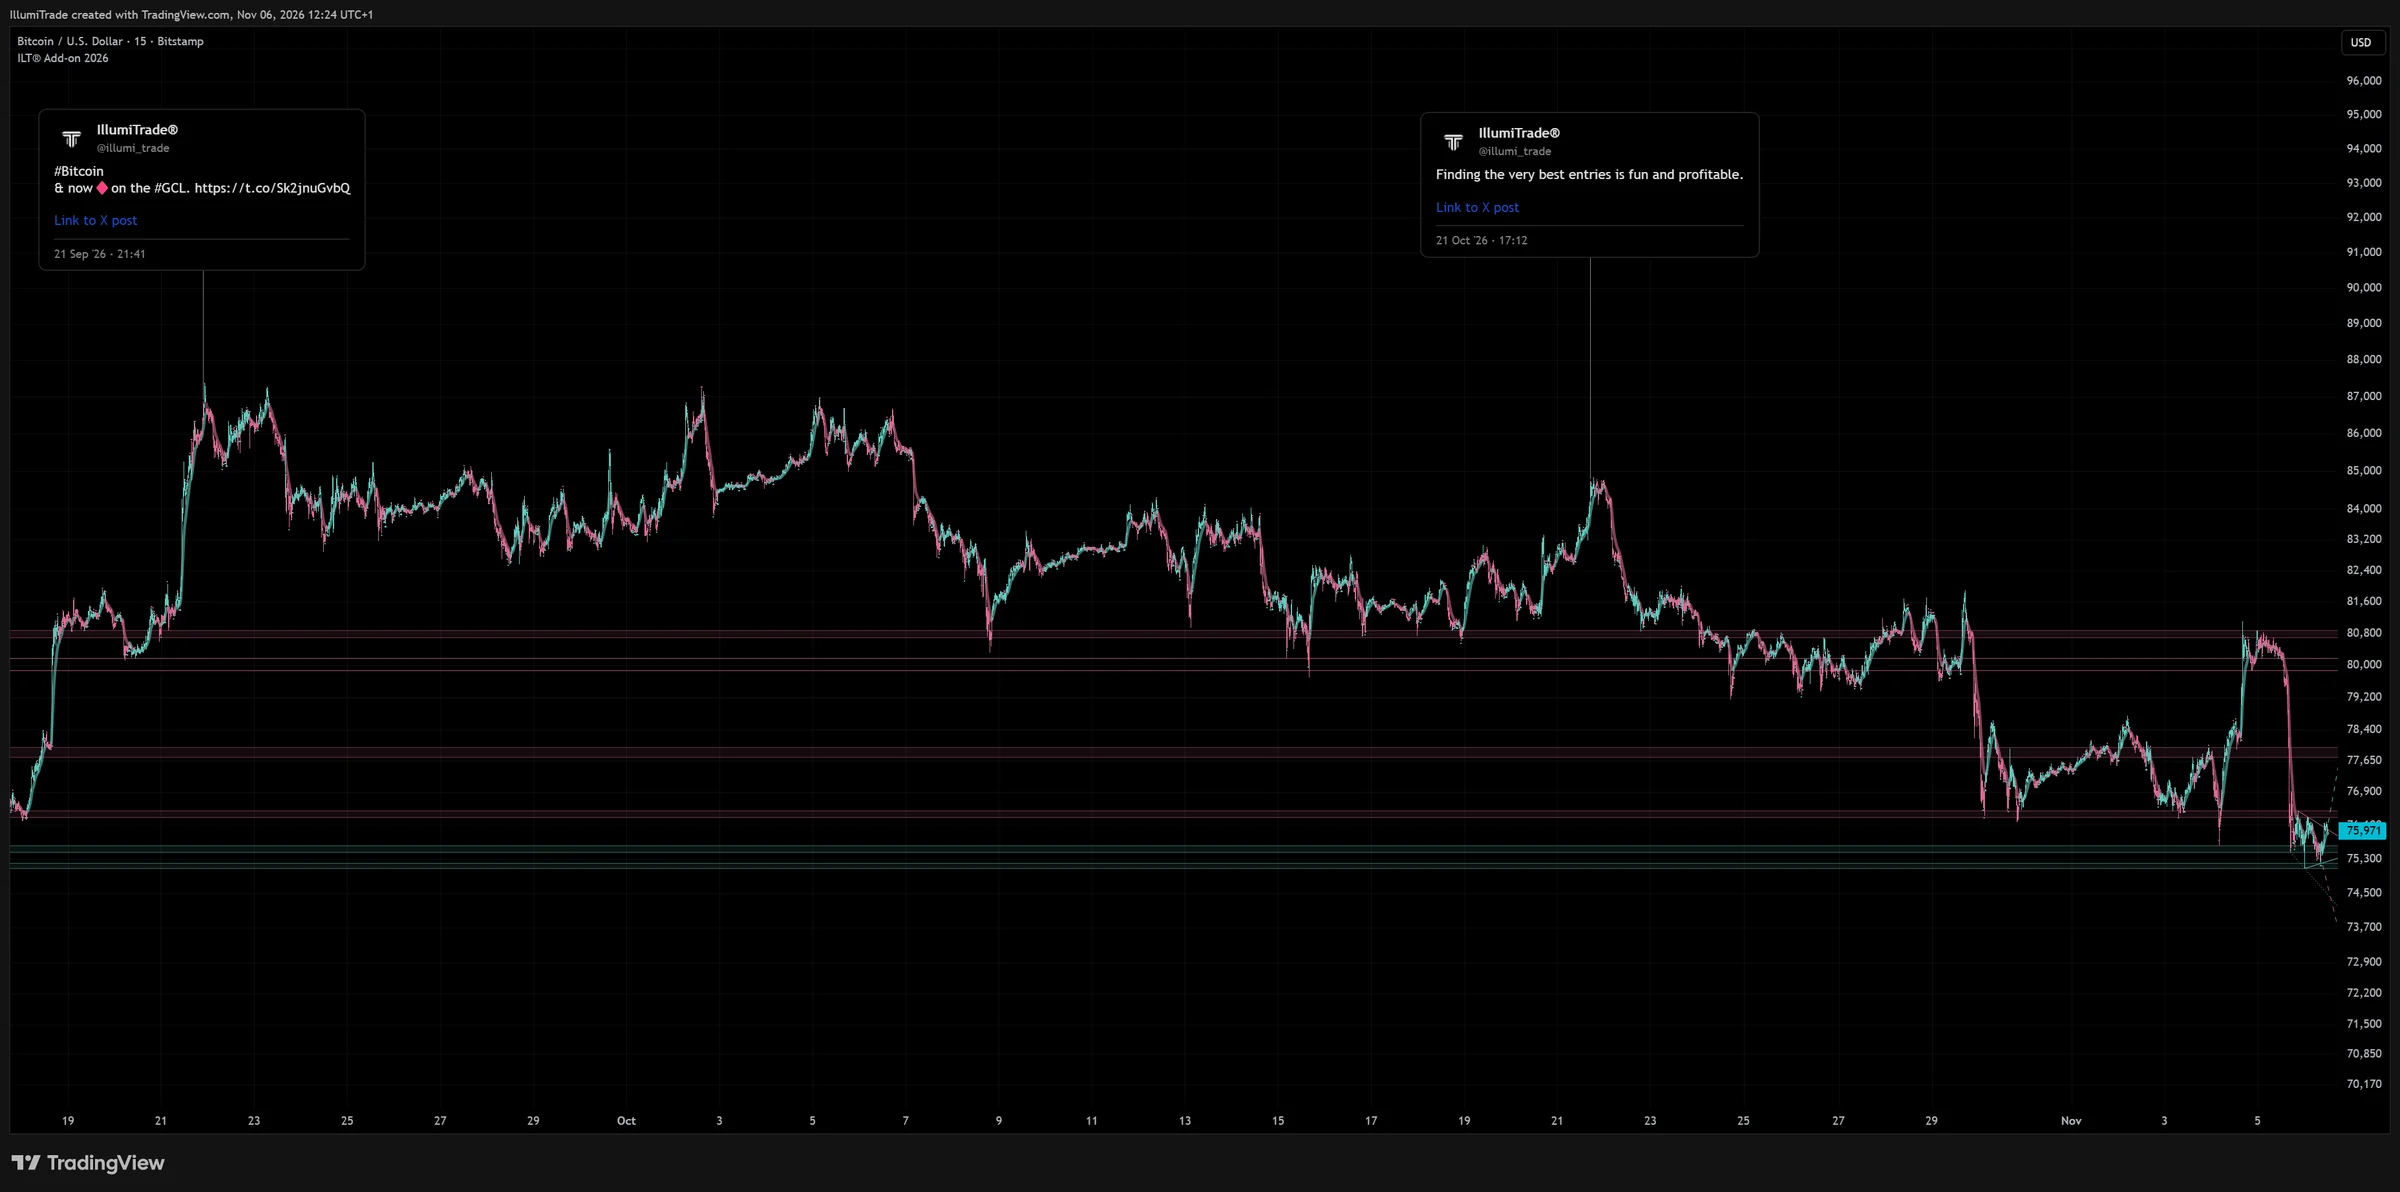 IllumiTrade created with TradingView.com, Nov 06, 2026 12:24 UTC+1
Bitcoin / U.S. Dollar · 15 · Bitstamp
ILT® Add-on 2026
USD
IllumiTrade®
@illumi_trade
#Bitcoin
& now ♦ on the #GCL. https://t.co/Sk2jnuGvbQ
Link to X post
21 Sep '26 · 21:41
IllumiTrade®
@illumi_trade
Finding the very best entries is fun and profitable.
Link to X post
21 Oct '26 · 17:12
96,000
95,000
94,000
93,000
92,000
91,000
90,000
89,000
88,000
87,000
86,000
85,000
84,000
83,200
82,400
81,600
80,800
80,000
79,200
78,400
77,650
76,900
75,971
75,300
74,500
73,700
72,900
72,200
71,500
70,850
70,170
19 21 23 25 27 29 Oct 3 5 7 9 11 13 15 17 19 21 23 25 27 29 Nov 3 5
TradingView